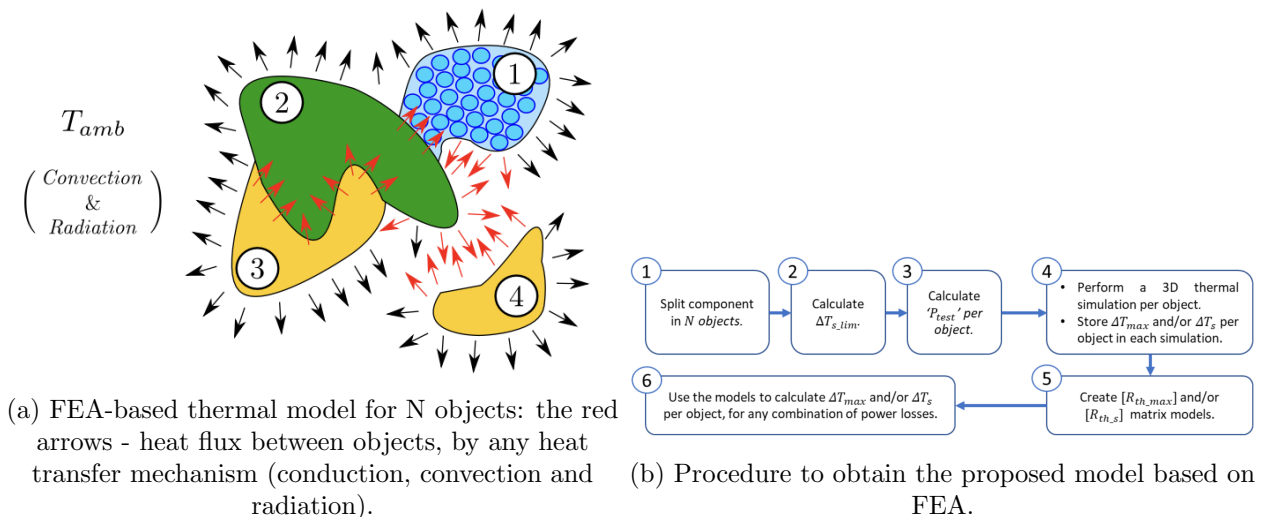 1
2
T_amb
(Convection
&
Radiation)
3
4
(a) FEA-based thermal model for N objects: the red
arrows - heat flux between objects, by any heat
transfer mechanism (conduction, convection and
radiation).
1
Split component
in N objects.
2
Calculate
ΔT_s_lim.
3
Calculate
'P_test' per
object.
4
• Perform a 3D thermal
simulation per object.
• Store ΔT_max and/or ΔT_s per
object in each simulation.
5
Create [R_th_max] and/or
[R_th_s] matrix models.
6
Use the models to calculate ΔT_max and/or ΔT_s
per object, for any combination of power losses.
(b) Procedure to obtain the proposed model based on
FEA.